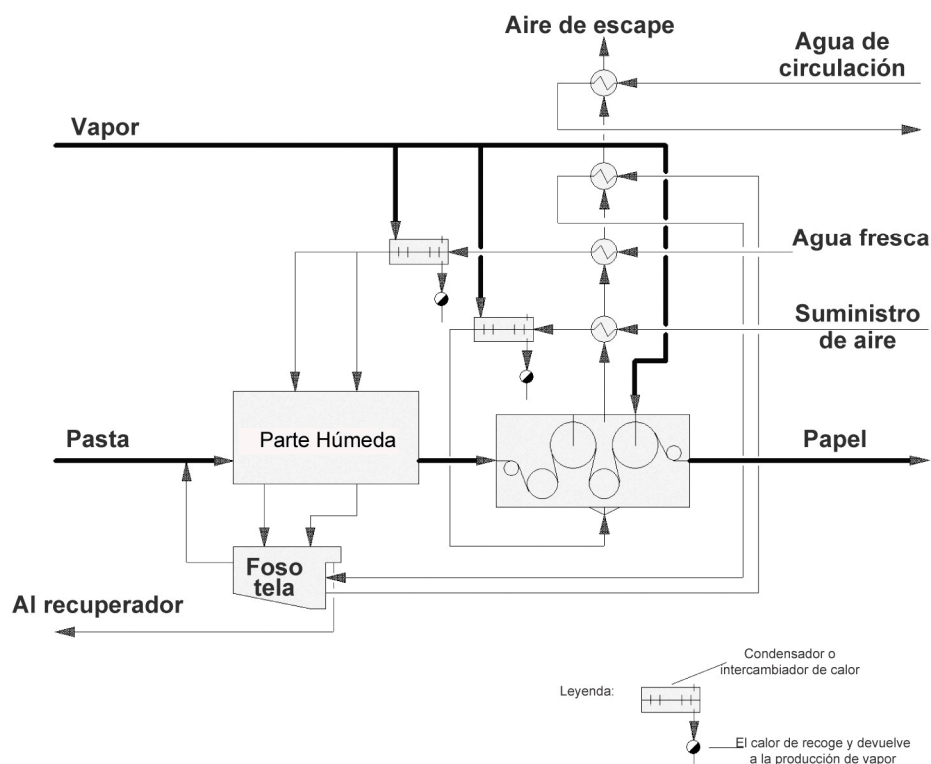 Aire de escape
Agua de
circulación
Vapor
Agua fresca
Suministro
de aire
Pasta
Parte Húmeda
Papel
Foso
tela
Al recuperador
Condensador o
intercambiador de calor
Leyenda:
El calor de recoge y devuelve
a la producción de vapor